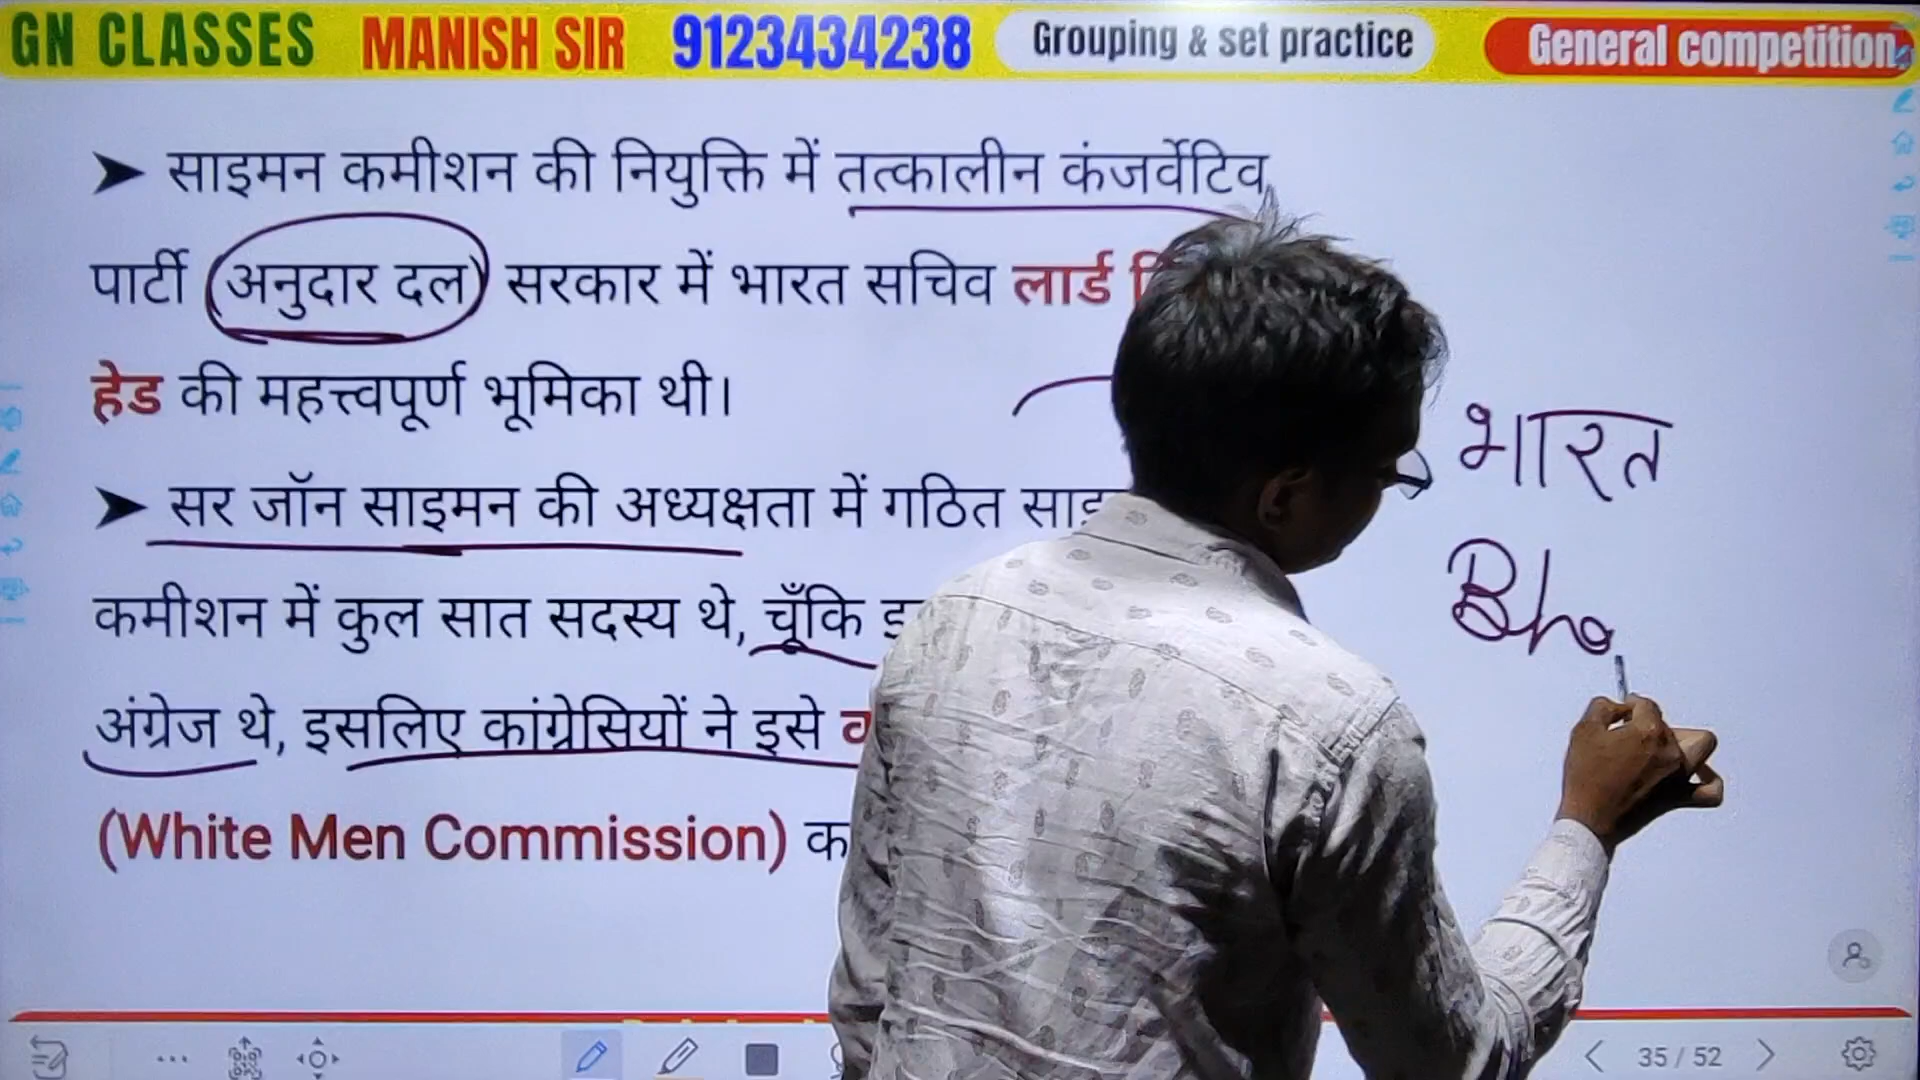 GN CLASSES MANISH SIR 9123434238 Grouping & set practice General competition
➤ साइमन कमीशन की नियुक्ति में तत्कालीन कंजर्वेटिव
पार्टी (अनुदार दल) सरकार में भारत सचिव लार्ड
हेड की महत्त्वपूर्ण भूमिका थी।
भारत
➤ सर जॉन साइमन की अध्यक्षता में गठित
Bha
कमीशन में कुल सात सदस्य थे, चूँकि
अंग्रेज थे, इसलिए कांग्रेसियों ने इसे
(White Men Commission)
35 / 52